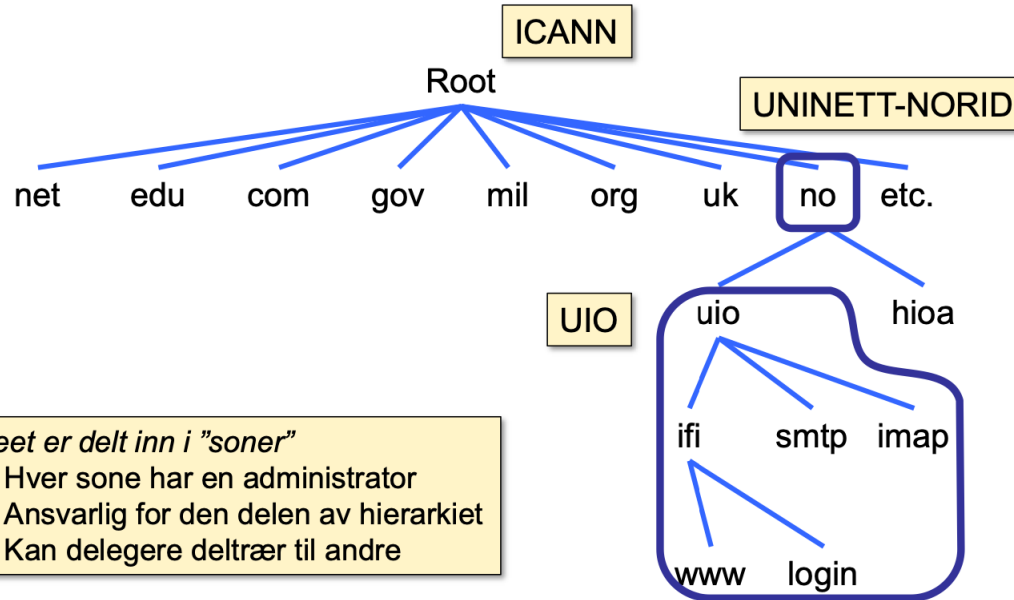 ICANN
Root
UNINETT-NORID
net edu com gov mil org uk no etc.
UIO
uio hioa
ifi smtp imap
eet er delt inn i ”soner”
Hver sone har en administrator
Ansvarlig for den delen av hierarkiet
Kan delegere deltrær til andre
www login